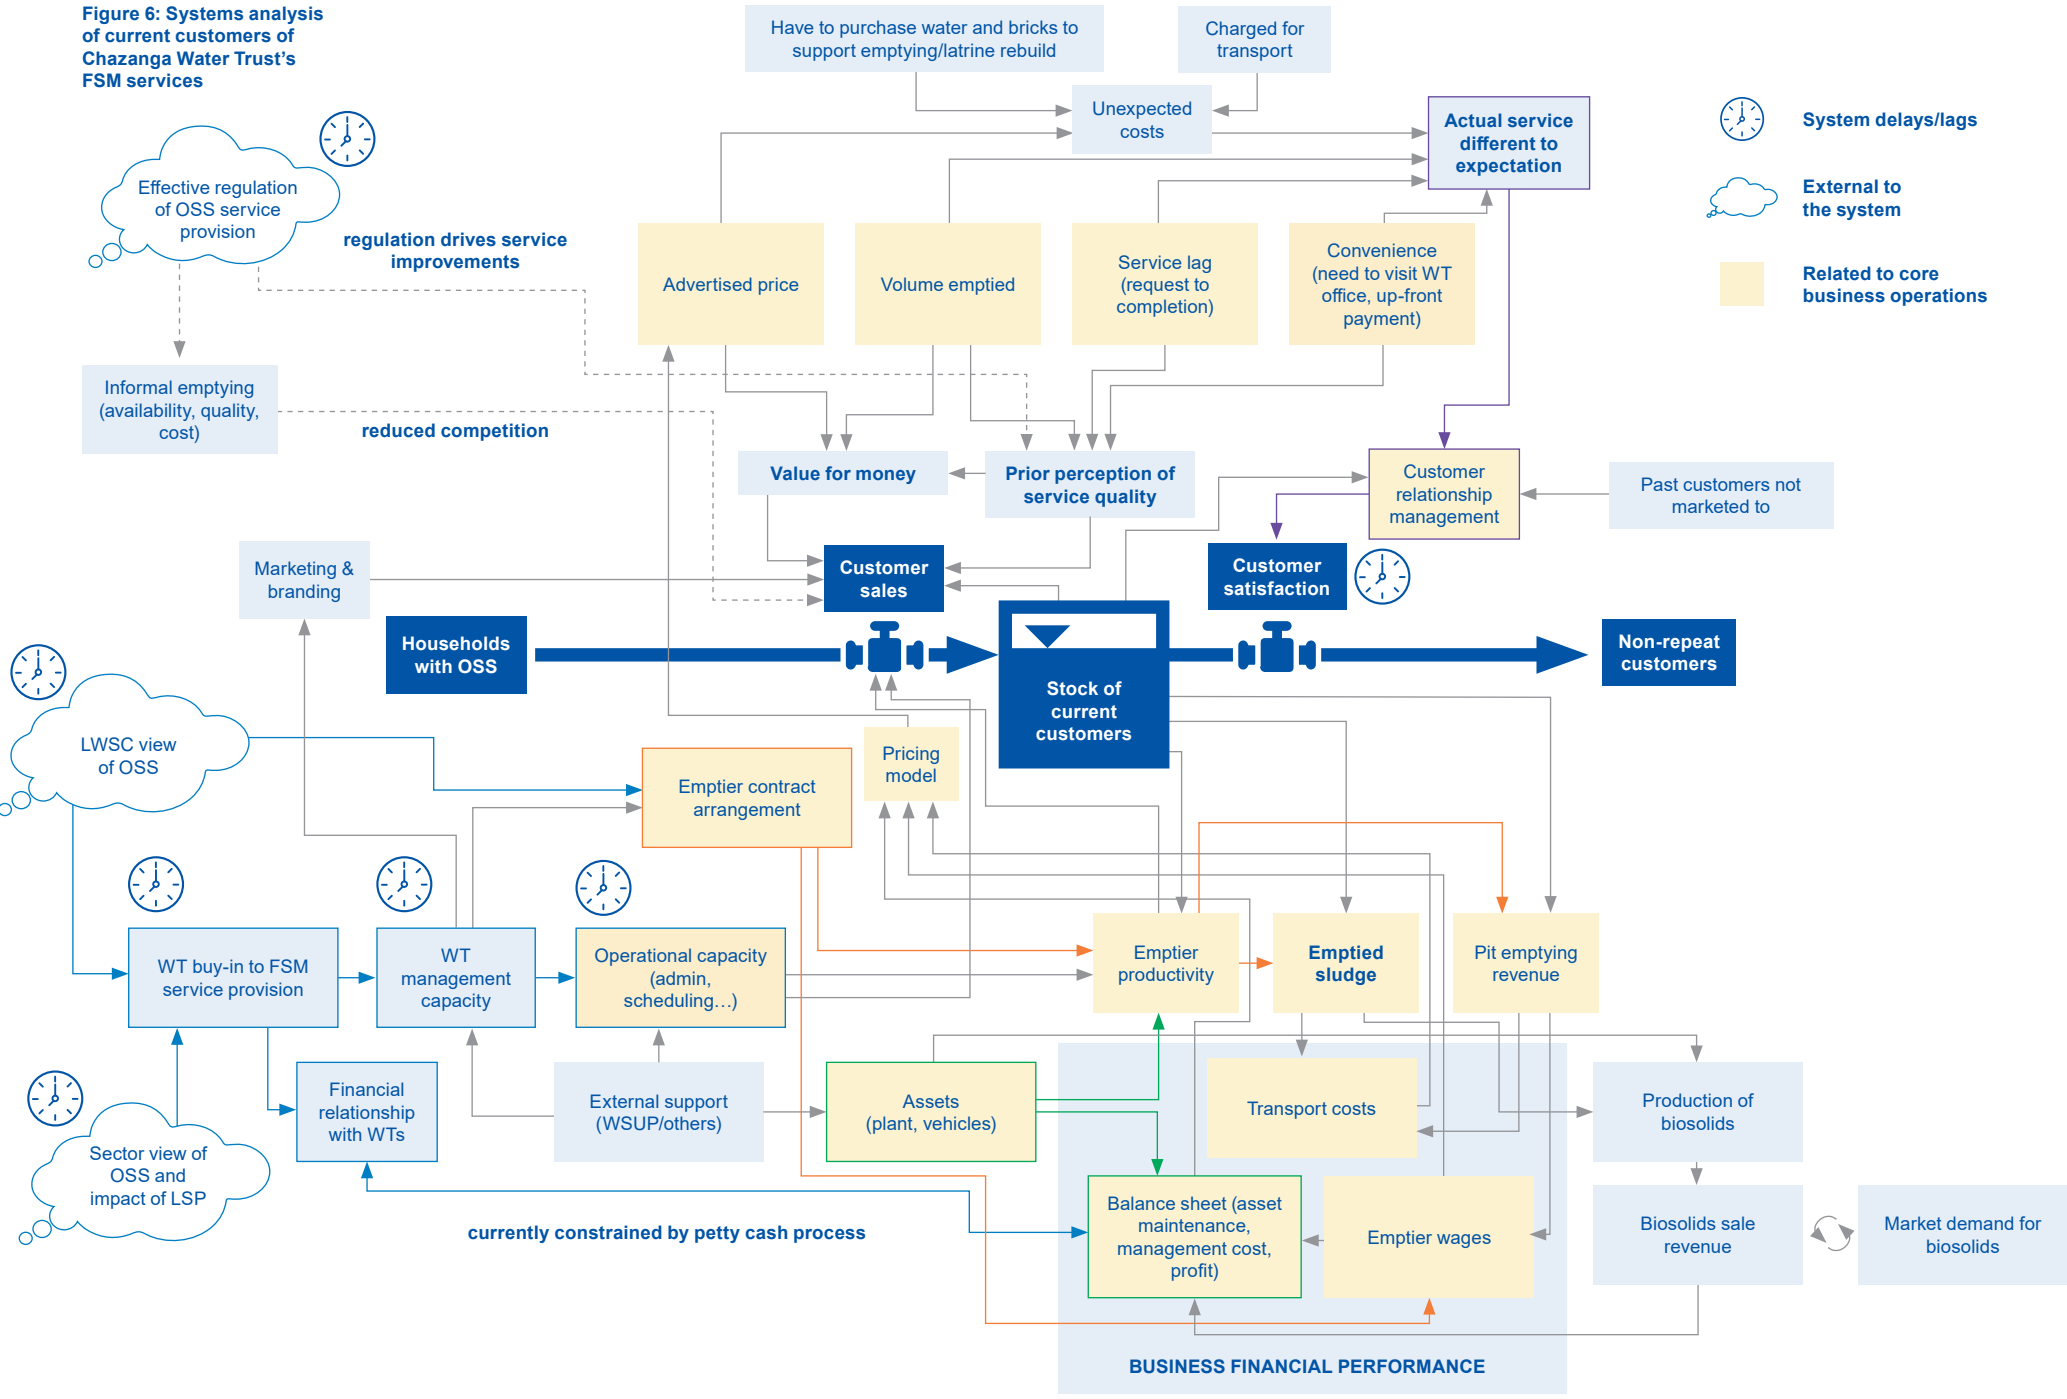 Figure 6: Systems analysis
of current customers of
Chazanga Water Trust's
FSM services
Have to purchase water and bricks to
support emptying/latrine rebuild
Charged for
transport
Unexpected
costs
Actual service
different to
expectation
System delays/lags
External to
the system
Related to core
business operations
Effective regulation
of OSS service
provision
regulation drives service
improvements
Advertised price
Volume emptied
Service lag
(request to
completion)
Convenience
(need to visit WT
office, up-front
payment)
Informal emptying
(availability, quality,
cost)
reduced competition
Value for money
Prior perception of
service quality
Customer
relationship
management
Past customers not
marketed to
Marketing &
branding
Customer
sales
Customer
satisfaction
Households
with OSS
Stock of
current
customers
Non-repeat
customers
LWSC view
of OSS
Emptier contract
arrangement
Pricing
model
WT buy-in to FSM
service provision
WT
management
capacity
Operational capacity
(admin,
scheduling…)
Emptier
productivity
Emptied
sludge
Pit emptying
revenue
Financial
relationship
with WTs
External support
(WSUP/others)
Assets
(plant, vehicles)
Transport costs
Production of
biosolids
Sector view of
OSS and
impact of LSP
currently constrained by petty cash process
Balance sheet (asset
maintenance,
management cost,
profit)
Emptier wages
Biosolids sale
revenue
Market demand for
biosolids
BUSINESS FINANCIAL PERFORMANCE